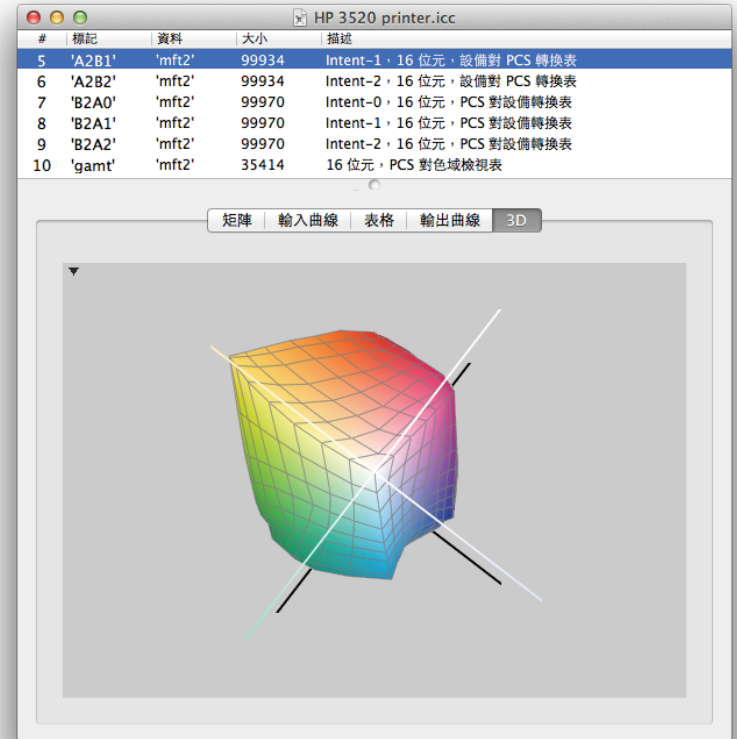 HP 3520 printer.icc
# 標記 資料 大小 描述
5 'A2B1' 'mft2' 99934 Intent-1，16 位元，設備對 PCS 轉換表
6 'A2B2' 'mft2' 99934 Intent-2，16 位元，設備對 PCS 轉換表
7 'B2A0' 'mft2' 99970 Intent-0，16 位元，PCS 對設備轉換表
8 'B2A1' 'mft2' 99970 Intent-1，16 位元，PCS 對設備轉換表
9 'B2A2' 'mft2' 99970 Intent-2，16 位元，PCS 對設備轉換表
10 'gamt' 'mft2' 35414 16 位元，PCS 對色域檢視表
矩陣 輸入曲線 表格 輸出曲線 3D